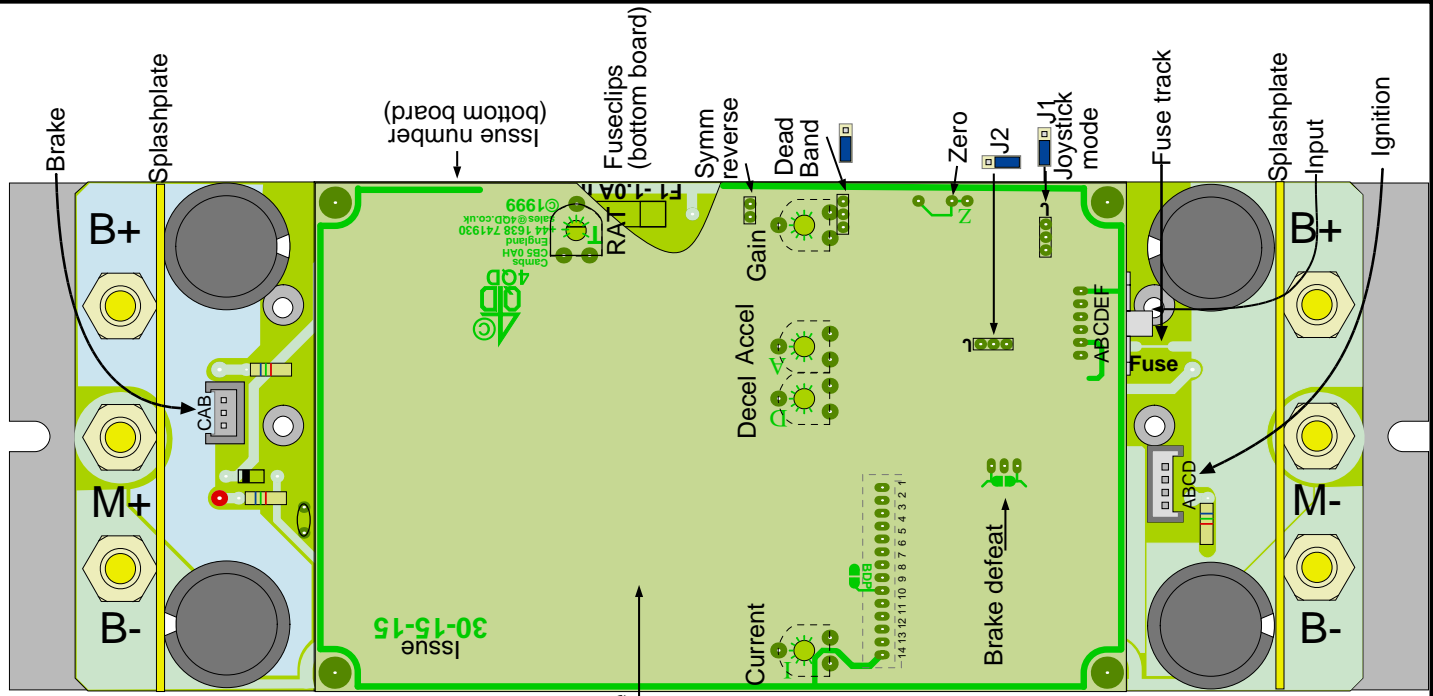 Brake
Splashplate
Issue number
(bottom board)
Fuseclips
(bottom board)
Symm
reverse
Dead
Band
Zero
J2
J1
Joystick
mode
Fuse track
Splashplate
Input
Ignition
B+
M+
B-
CAB
©1999
sales@4QD.co.uk
+44 1638 741930
England
CB5 0AH
Cambs
4QD
©
T
RAT
F1 -1.0A
Gain
Accel
Decel
A
D
Z
J
J
ABCDEF
Fuse
BDP
1
2
3
4
5
6
7
8
9
10
11
12
13
14
Brake defeat
Current
I
Issue
30-15-15
ABCD
B+
M-
B-